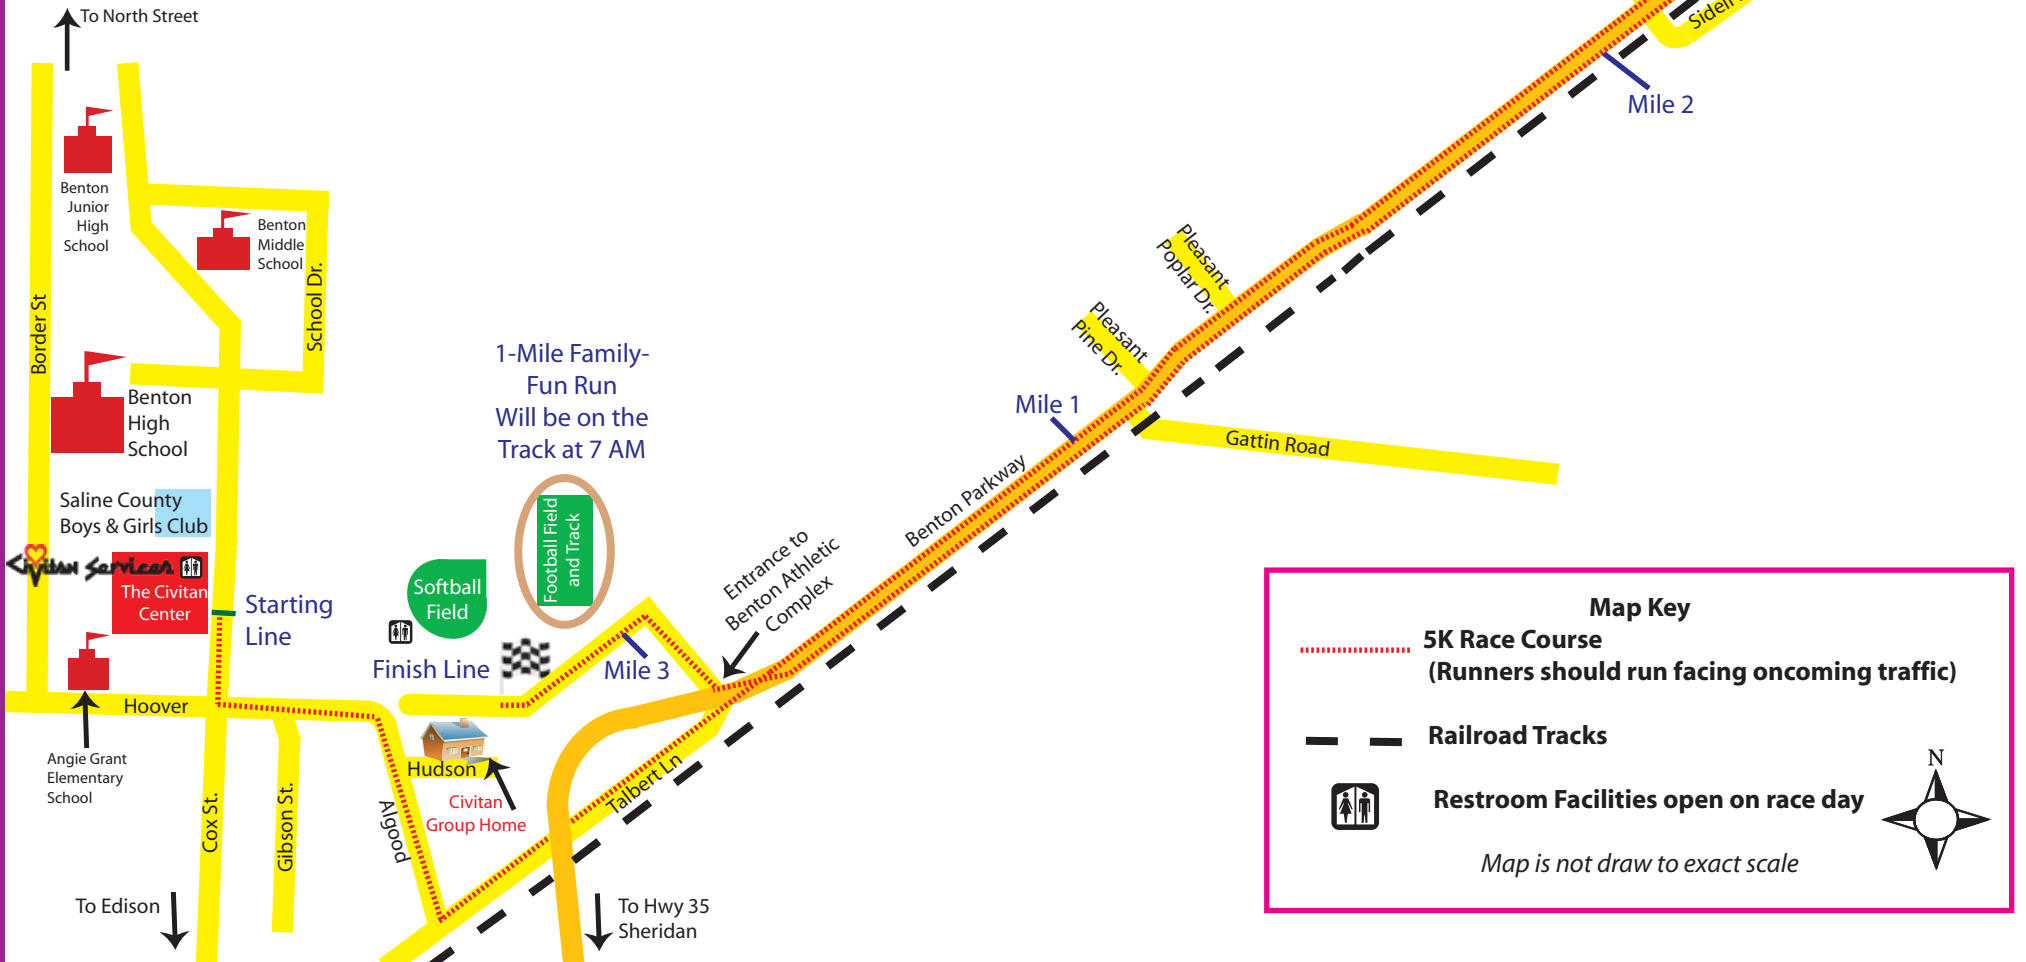 To North Street
Benton
Junior
High
School
Benton
Middle
School
School Dr.
Border St
Benton
High
School
Saline County
Boys & Girls Club
Civitan Services
The Civitan
Center
Starting
Line
Hoover
Angie Grant
Elementary
School
Cox St.
Gibson St.
To Edison
Algood
Hudson
Civitan
Group Home
Talbert Ln
To Hwy 35
Sheridan
Finish Line
Softball
Field
1-Mile Family-
Fun Run
Will be on the
Track at 7 AM
Football Field
and Track
Mile 3
Entrance to
Benton Athletic
Complex
Benton Parkway
Mile 1
Pleasant
Pine Dr.
Pleasant
Poplar Dr.
Gattin Road
Mile 2
Map Key
5K Race Course
(Runners should run facing oncoming traffic)
Railroad Tracks
Restroom Facilities open on race day
Map is not draw to exact scale
N